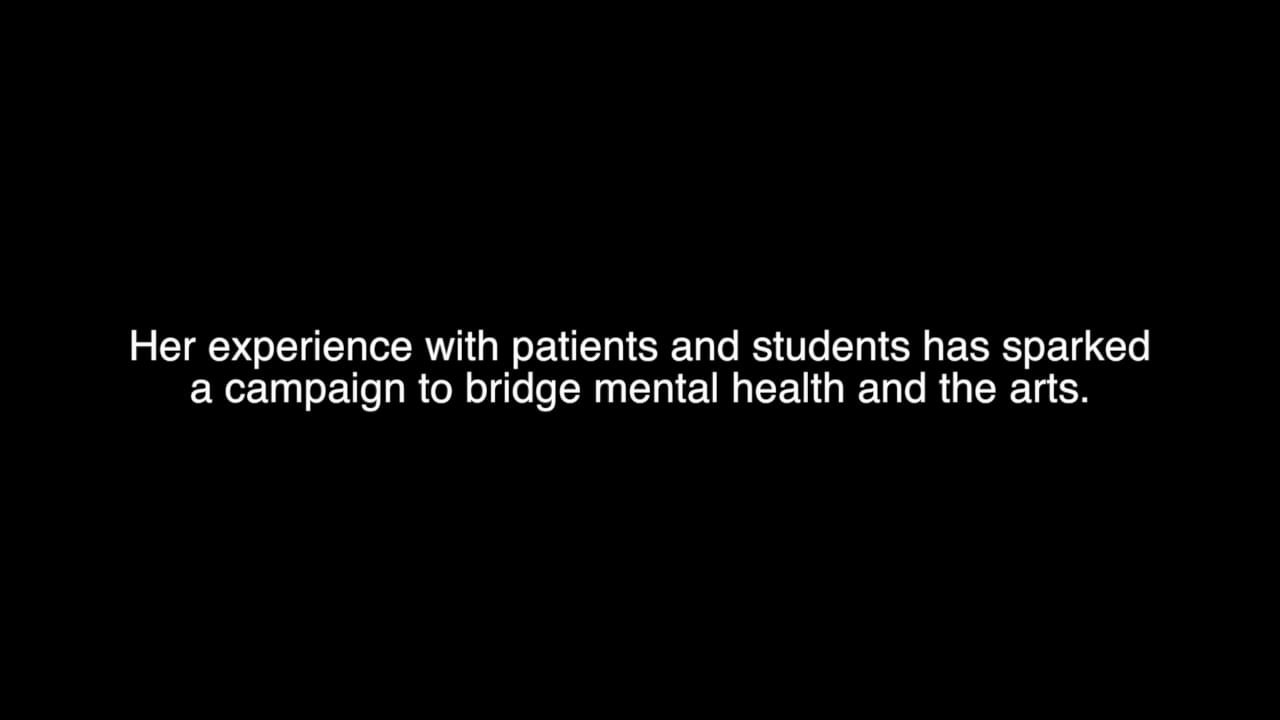 Her experience with patients and students has sparked
a campaign to bridge mental health and the arts.